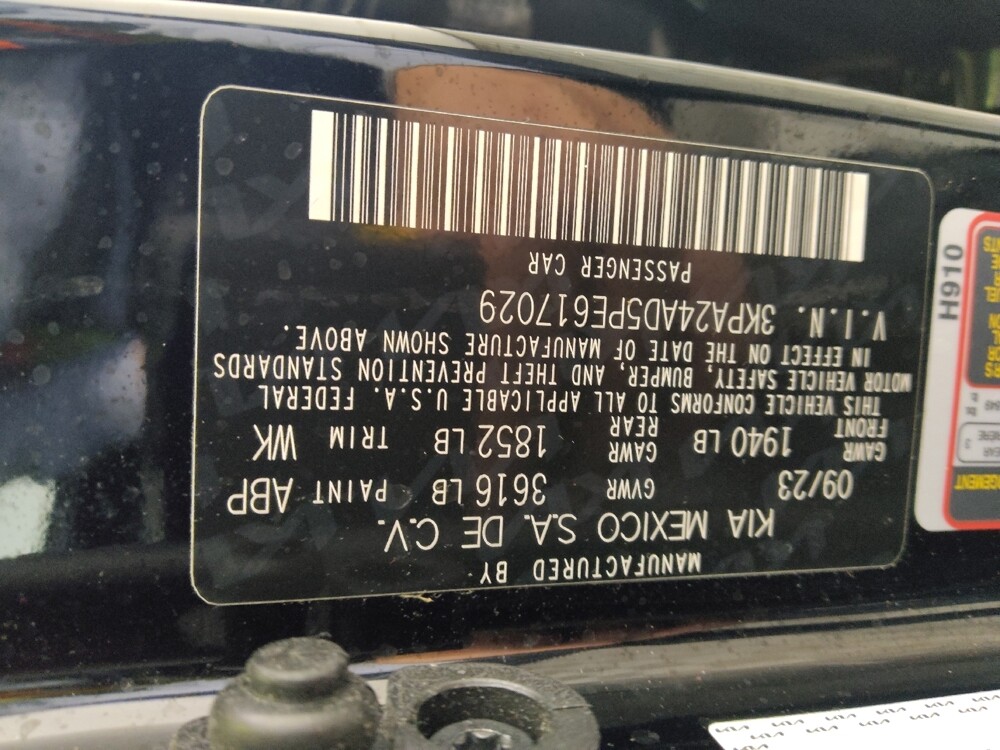 MANUFACTURED BY
KIA MEXICO S.A. DE C.V.
09/23 GVWR 3616 LB PAINT ABP
GAWR FRONT 1940 LB GAWR REAR 1852 LB TRIM WK
THIS VEHICLE CONFORMS TO ALL APPLICABLE U.S.A. FEDERAL
MOTOR VEHICLE SAFETY, BUMPER, AND THEFT PREVENTION STANDARDS
IN EFFECT ON THE DATE OF MANUFACTURE SHOWN ABOVE.
V.I.N. 3KPA24AD5PE617029
PASSENGER CAR
H910